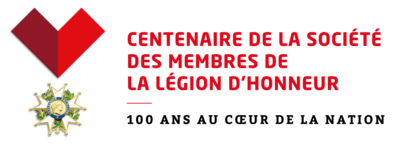 CENTENAIRE DE LA SOCIÉTÉ
DES MEMBRES DE
LA LÉGION D'HONNEUR
100 ANS AU CŒUR DE LA NATION